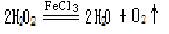 2H₂O₂ =FeCl₃= 2H₂O + O₂↑